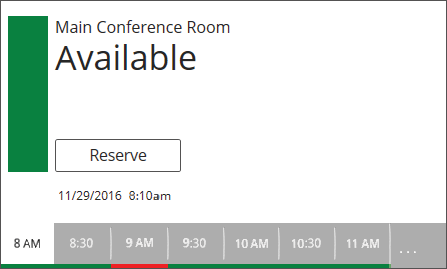 Main Conference Room
Available
Reserve
11/29/2016 8:10am
8 AM 8:30 9 AM 9:30 10 AM 10:30 11 AM ...